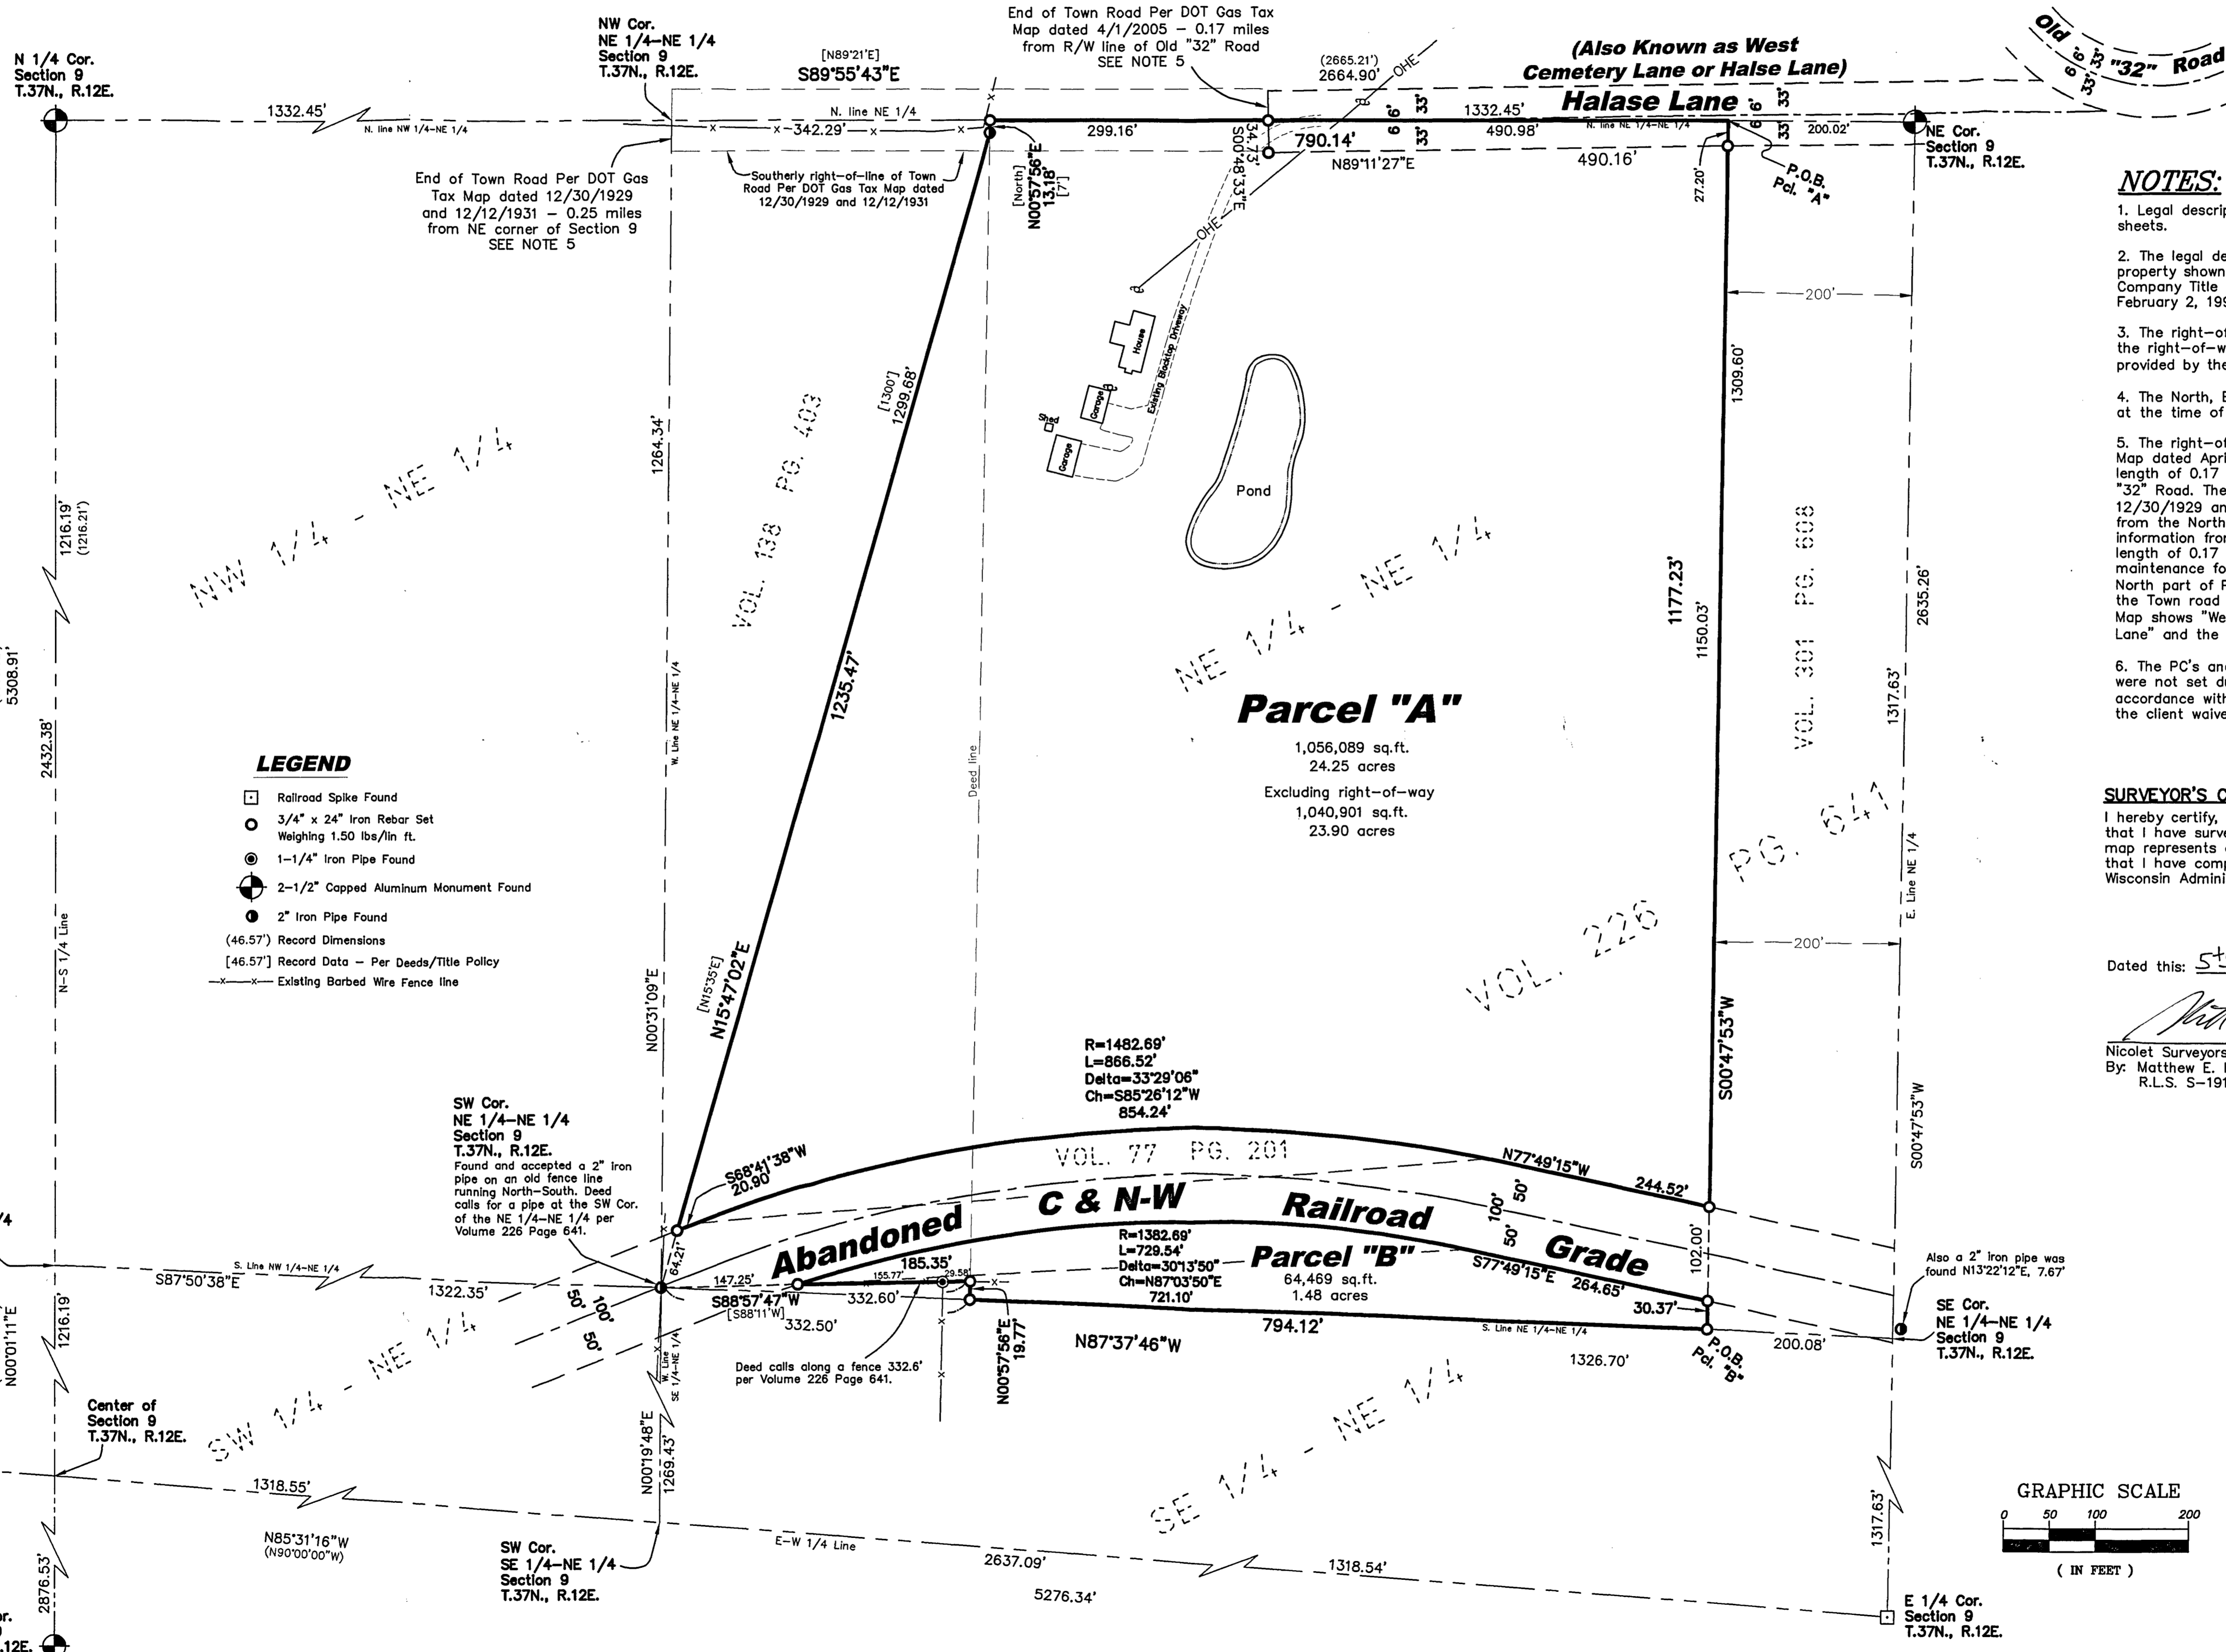 N 1/4 Cor.
Section 9
T.37N., R.12E.
1332.45'
N. line NW 1/4-NE 1/4
NW Cor.
NE 1/4-NE 1/4
Section 9
T.37N., R.12E.
[N89°21'E]
S89°55'43"E
N. line NE 1/4
342.29'
299.16'
End of Town Road Per DOT Gas Tax
Map dated 4/1/2005 - 0.17 miles
from R/W line of Old "32" Road
SEE NOTE 5
(2665.21')
2664.90'
OHE
(Also Known as West
Cemetery Lane or Halse Lane)
Halase Lane
Old "32" Road
6' 6'
33' 33'
1332.45'
N. line NE 1/4-NE 1/4
6' 6'
33'
33'
6'
33'
33'
200.02'
790.14'
490.98'
490.16'
N89°11'27"E
34.73'
S00°48'33"E
27.20'
P.O.B.
Pcl. "A"
NE Cor.
Section 9
T.37N., R.12E.
End of Town Road Per DOT Gas
Tax Map dated 12/30/1929
and 12/12/1931 - 0.25 miles
from NE corner of Section 9
SEE NOTE 5
Southerly right-of-line of Town
Road Per DOT Gas Tax Map dated
12/30/1929 and 12/12/1931
[North]
N00°57'56"E
13.18'
[7']
OHE
House
Garage
Shed
Garage
Existing Blacktop Driveway
Pond
200'
NOTES:
1. Legal descrip
sheets.
2. The legal de
property shown
Company Title
February 2, 199
3. The right-of
the right-of-w
provided by the
4. The North, E
at the time of
5. The right-of
Map dated Apri
length of 0.17
"32" Road. The
12/30/1929 an
from the North
information from
length of 0.17
maintenance fo
North part of P
the Town road
Map shows "We
Lane" and the
6. The PC's an
were not set d
accordance with
the client waive
SURVEYOR'S C
I hereby certify,
that I have surve
map represents
that I have comp
Wisconsin Admini
Dated this: 5th
Nicolet Surveyors
By: Matthew E.
R.L.S. S-191
1216.19'
(1216.21')
5308.91'
2432.38'
N-S 1/4 Line
NW 1/4 - NE 1/4
1264.34'
W. Line NE 1/4-NE 1/4
N00°31'09"E
VOL. 138 PG. 403
[1300']
1299.68'
1235.47'
[N15°35'E]
N15°47'02"E
Deed line
NE 1/4 - NE 1/4
Parcel "A"
1,056,089 sq.ft.
24.25 acres
Excluding right-of-way
1,040,901 sq.ft.
23.90 acres
1309.60'
1177.23'
1150.03'
S00°47'53"W
VOL. 301 PG. 608
VOL. 226 PG. 641
200'
2635.26'
1317.63'
E. Line NE 1/4
S00°47'53"W
LEGEND
Railroad Spike Found
3/4" x 24" Iron Rebar Set
Weighing 1.50 lbs/lin ft.
1-1/4" Iron Pipe Found
2-1/2" Capped Aluminum Monument Found
2" Iron Pipe Found
(46.57') Record Dimensions
[46.57'] Record Data - Per Deeds/Title Policy
Existing Barbed Wire Fence line
SW Cor.
NE 1/4-NE 1/4
Section 9
T.37N., R.12E.
Found and accepted a 2" iron
pipe on an old fence line
running North-South. Deed
calls for a pipe at the SW Cor.
of the NE 1/4-NE 1/4 per
Volume 226 Page 641.
R=1482.69'
L=866.52'
Delta=33°29'06"
Ch=S85°26'12"W
854.24'
S68°41'38"W
20.90'
VOL. 77 PG. 201
N77°49'15"W
244.52'
Abandoned C & N-W Railroad Grade
50'
100'
50'
102.00'
64.21'
147.25'
185.35'
155.77'
29.58'
S88°57'47"W
[S88°11'W]
332.60'
332.50'
N00°57'56"E
19.77'
R=1382.69'
L=729.54'
Delta=30°13'50"
Ch=N87°03'50"E
721.10'
Parcel "B"
64,469 sq.ft.
1.48 acres
S77°49'15"E
264.65'
30.37'
794.12'
S. Line NE 1/4-NE 1/4
N87°37'46"W
1326.70'
P.O.B.
Pcl. "B"
200.08'
Also a 2" iron pipe was
found N13°22'12"E, 7.67'
SE Cor.
NE 1/4-NE 1/4
Section 9
T.37N., R.12E.
Deed calls along a fence 332.6'
per Volume 226 Page 641.
S. Line NW 1/4-NE 1/4
S87°50'38"E
1322.35'
50'
100'
50'
1216.19'
N00°01'11"E
SW 1/4 - NE 1/4
Center of
Section 9
T.37N., R.12E.
W. Line
SE 1/4-NE 1/4
N00°19'48"E
1269.43'
SE 1/4 - NE 1/4
1318.55'
N85°31'16"W
(N90°00'00"W)
SW Cor.
SE 1/4-NE 1/4
Section 9
T.37N., R.12E.
E-W 1/4 Line
2637.09'
1318.54'
5276.34'
2876.53'
1317.63'
E 1/4 Cor.
Section 9
T.37N., R.12E.
GRAPHIC SCALE
0 50 100 200
( IN FEET )